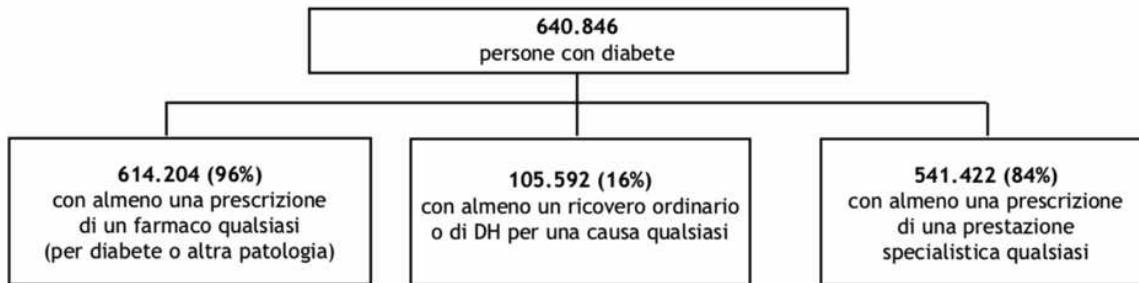 640.846
persone con diabete
614.204 (96%)
con almeno una prescrizione
di un farmaco qualsiasi
(per diabete o altra patologia)
105.592 (16%)
con almeno un ricovero ordinario
o di DH per una causa qualsiasi
541.422 (84%)
con almeno una prescrizione
di una prestazione
specialistica qualsiasi